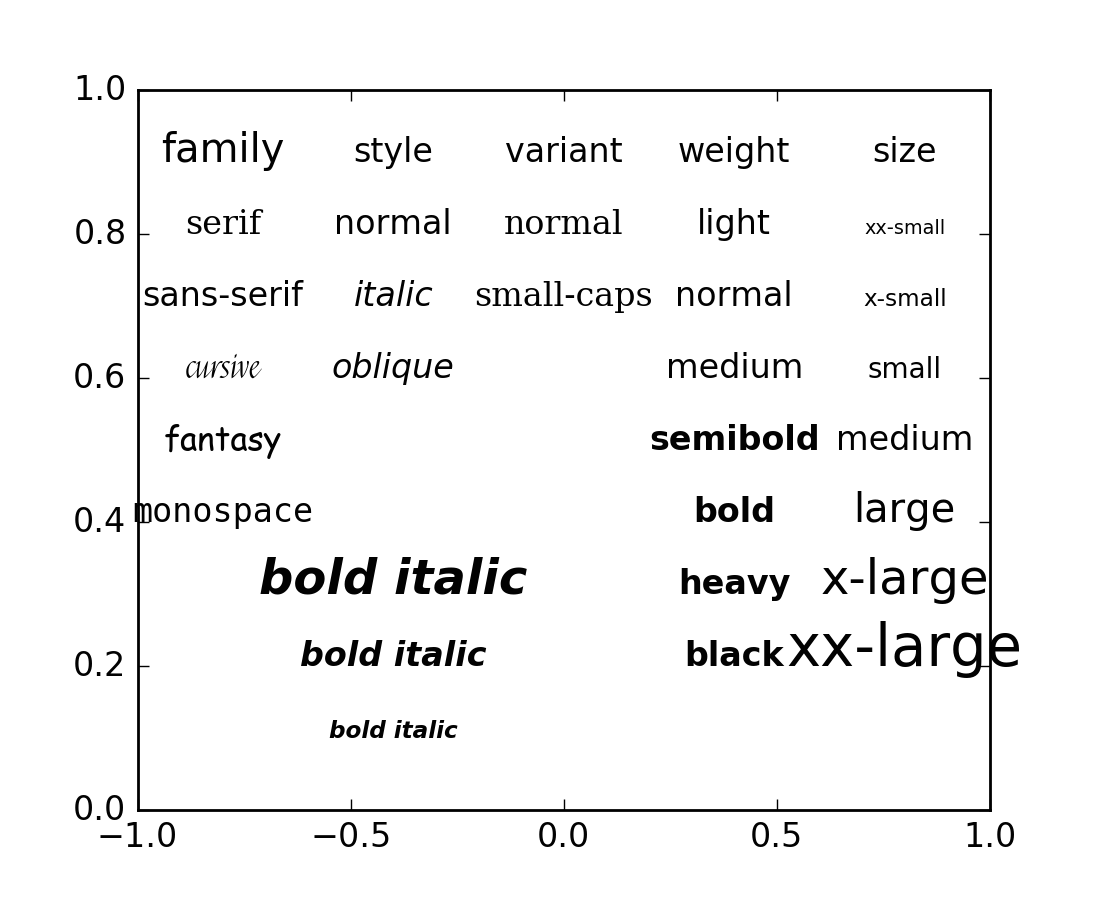 1.0
family style variant weight size
serif normal normal light xx-small
0.8
sans-serif italic small-caps normal x-small
cursive oblique medium small
0.6
fantasy semibold medium
monospace bold large
0.4
bold italic heavy x-large
bold italic black xx-large
0.2
bold italic
0.0
−1.0 −0.5 0.0 0.5 1.0